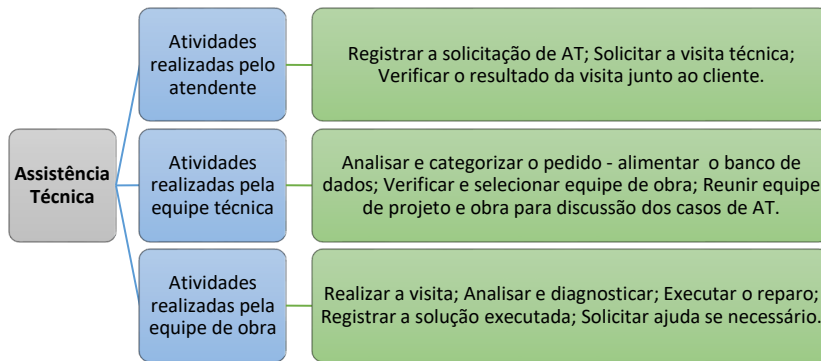 Assistência
Técnica
Atividades
realizadas pelo
atendente
Registrar a solicitação de AT; Solicitar a visita técnica;
Verificar o resultado da visita junto ao cliente.
Atividades
realizadas pela
equipe técnica
Analisar e categorizar o pedido - alimentar o banco de
dados; Verificar e selecionar equipe de obra; Reunir equipe
de projeto e obra para discussão dos casos de AT.
Atividades
realizadas pela
equipe de obra
Realizar a visita; Analisar e diagnosticar; Executar o reparo;
Registrar a solução executada; Solicitar ajuda se necessário.